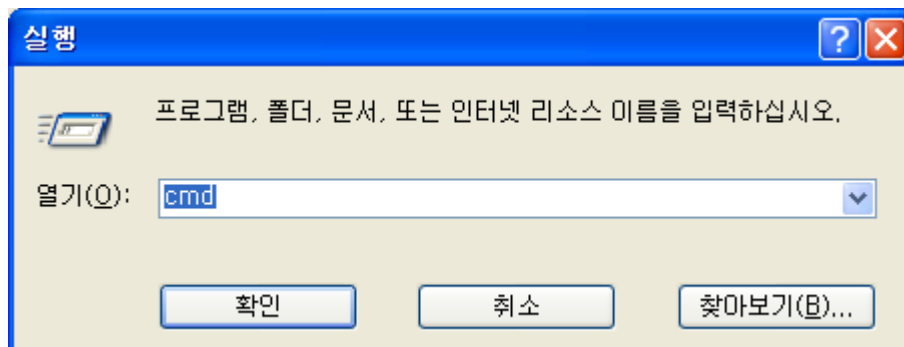 실행
프로그램, 폴더, 문서, 또는 인터넷 리소스 이름을 입력하십시오.
열기(O): cmd
확인 취소 찾아보기(B)...